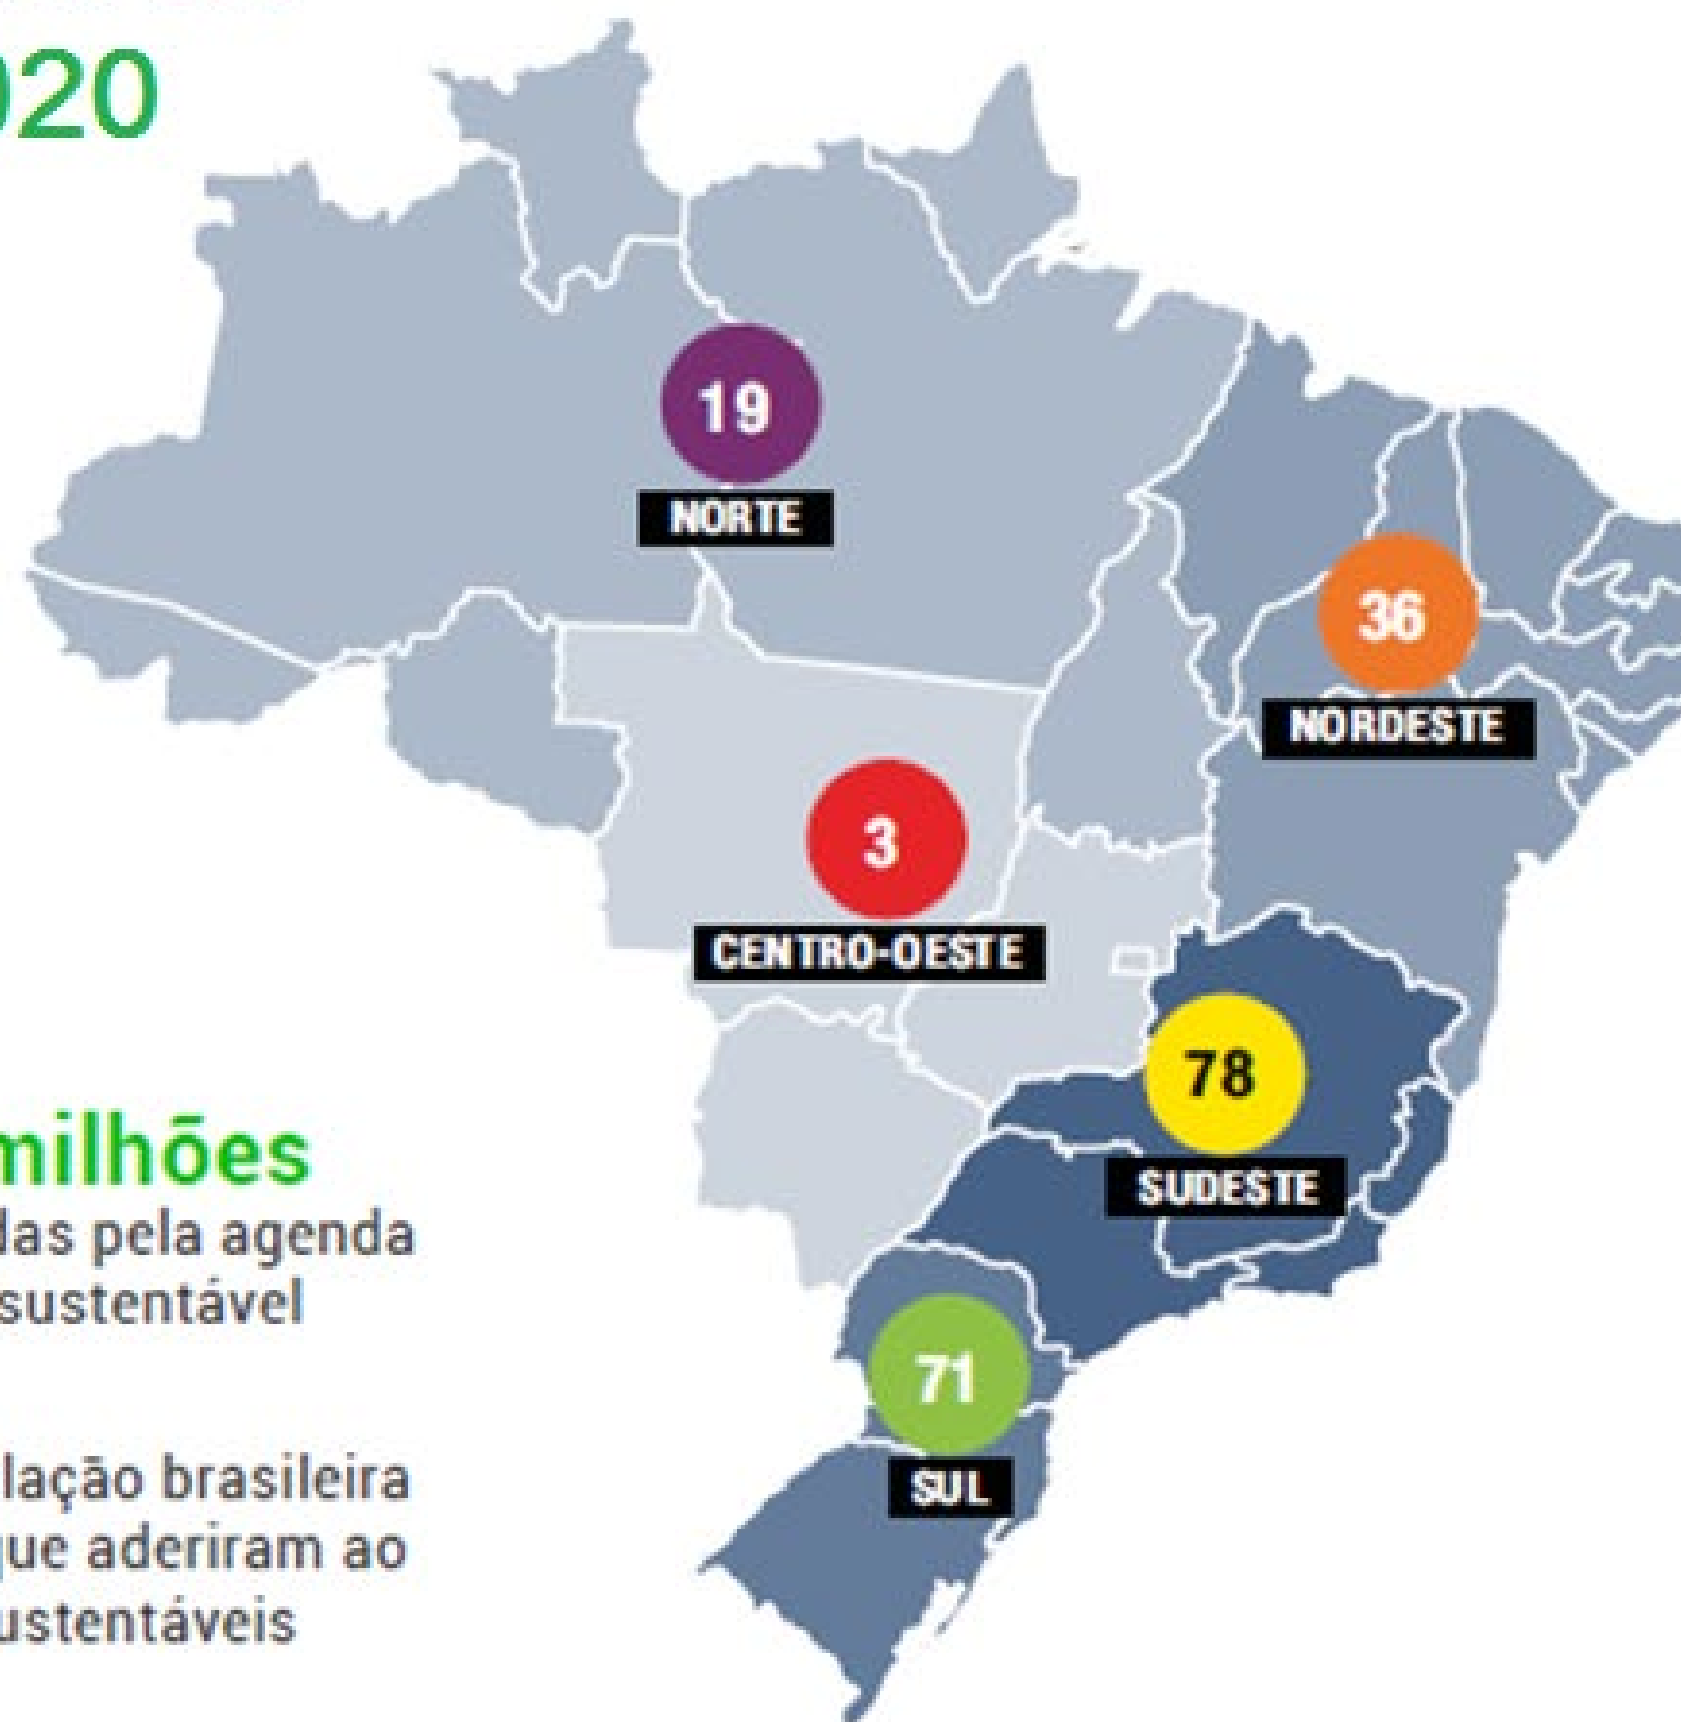 020
19
NORTE
36
NORDESTE
3
CENTRO-OESTE
78
SUDESTE
71
SUL
milhões
das pela agenda
sustentável
lação brasileira
que aderiram ao
ustentáveis